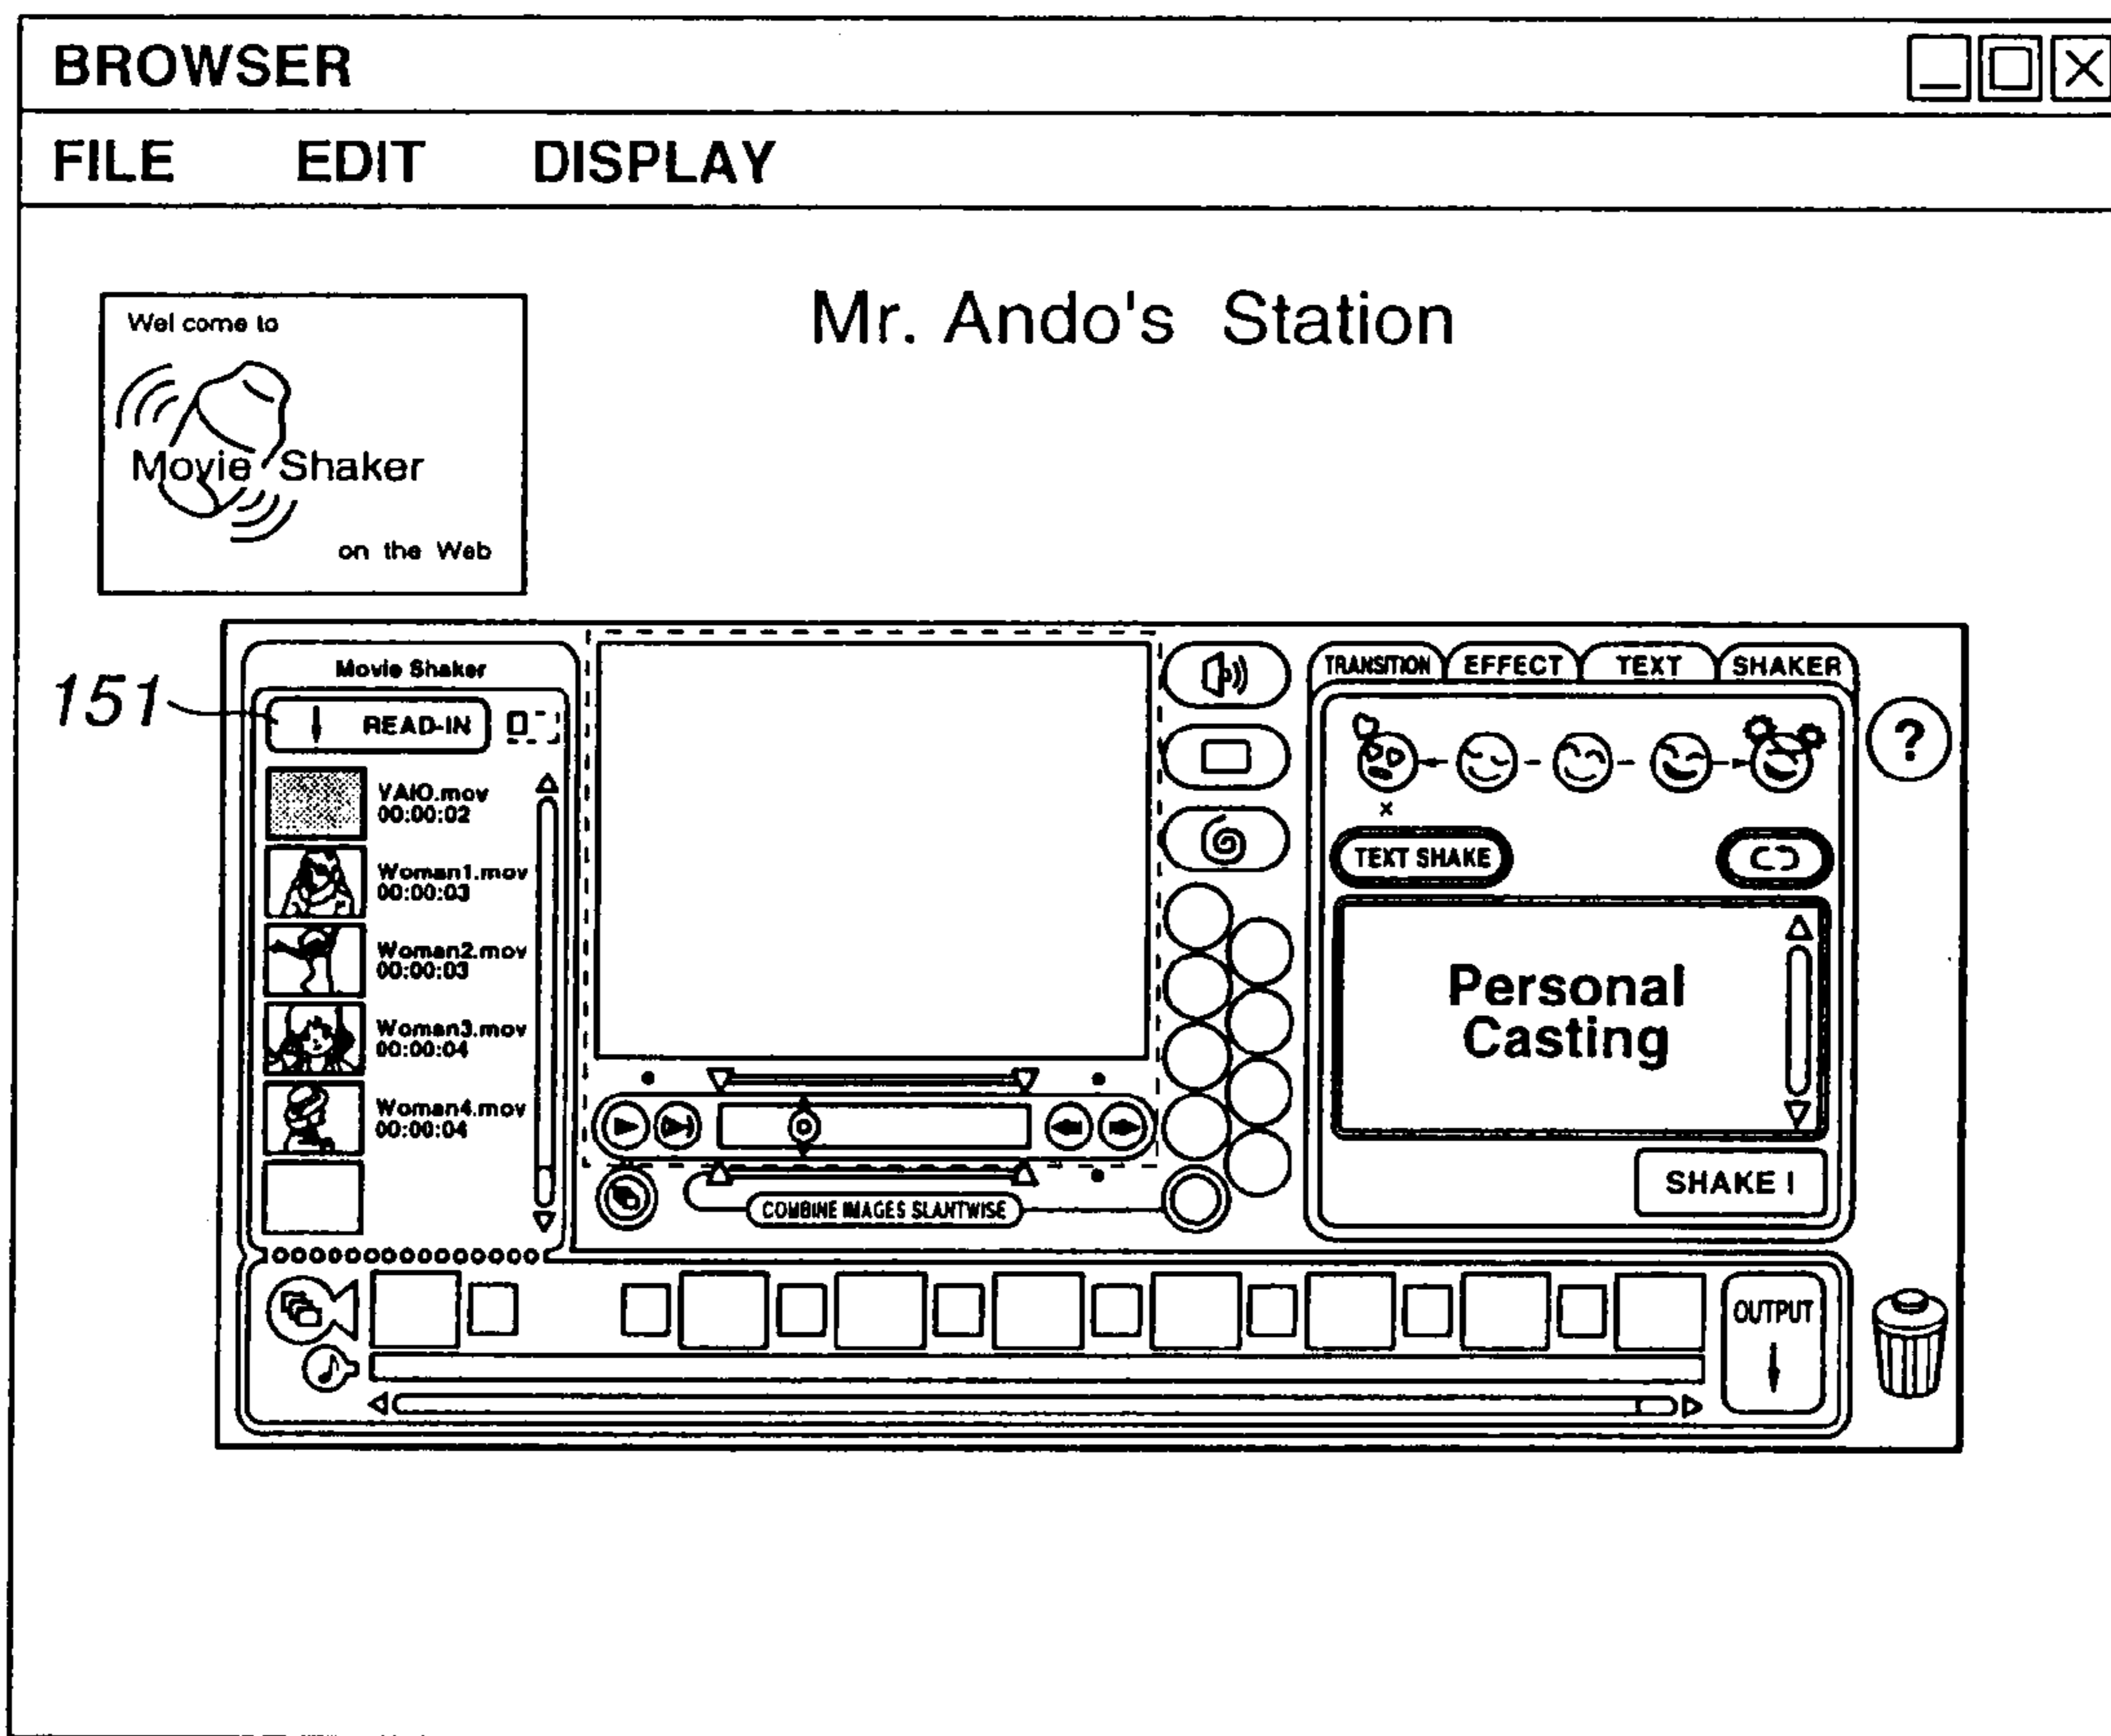 BROWSER
FILE EDIT DISPLAY
Mr. Ando's Station
Wel come to
Movie Shaker
on the Web
151
Movie Shaker
READ-IN
VAIO.mov
00:00:02
Woman1.mov
00:00:03
Woman2.mov
00:00:03
Woman3.mov
00:00:04
Woman4.mov
00:00:04
COMBINE IMAGES SLANTWISE
TRANSITION EFFECT TEXT SHAKER
?
x
TEXT SHAKE
Personal
Casting
SHAKE !
OUTPUT